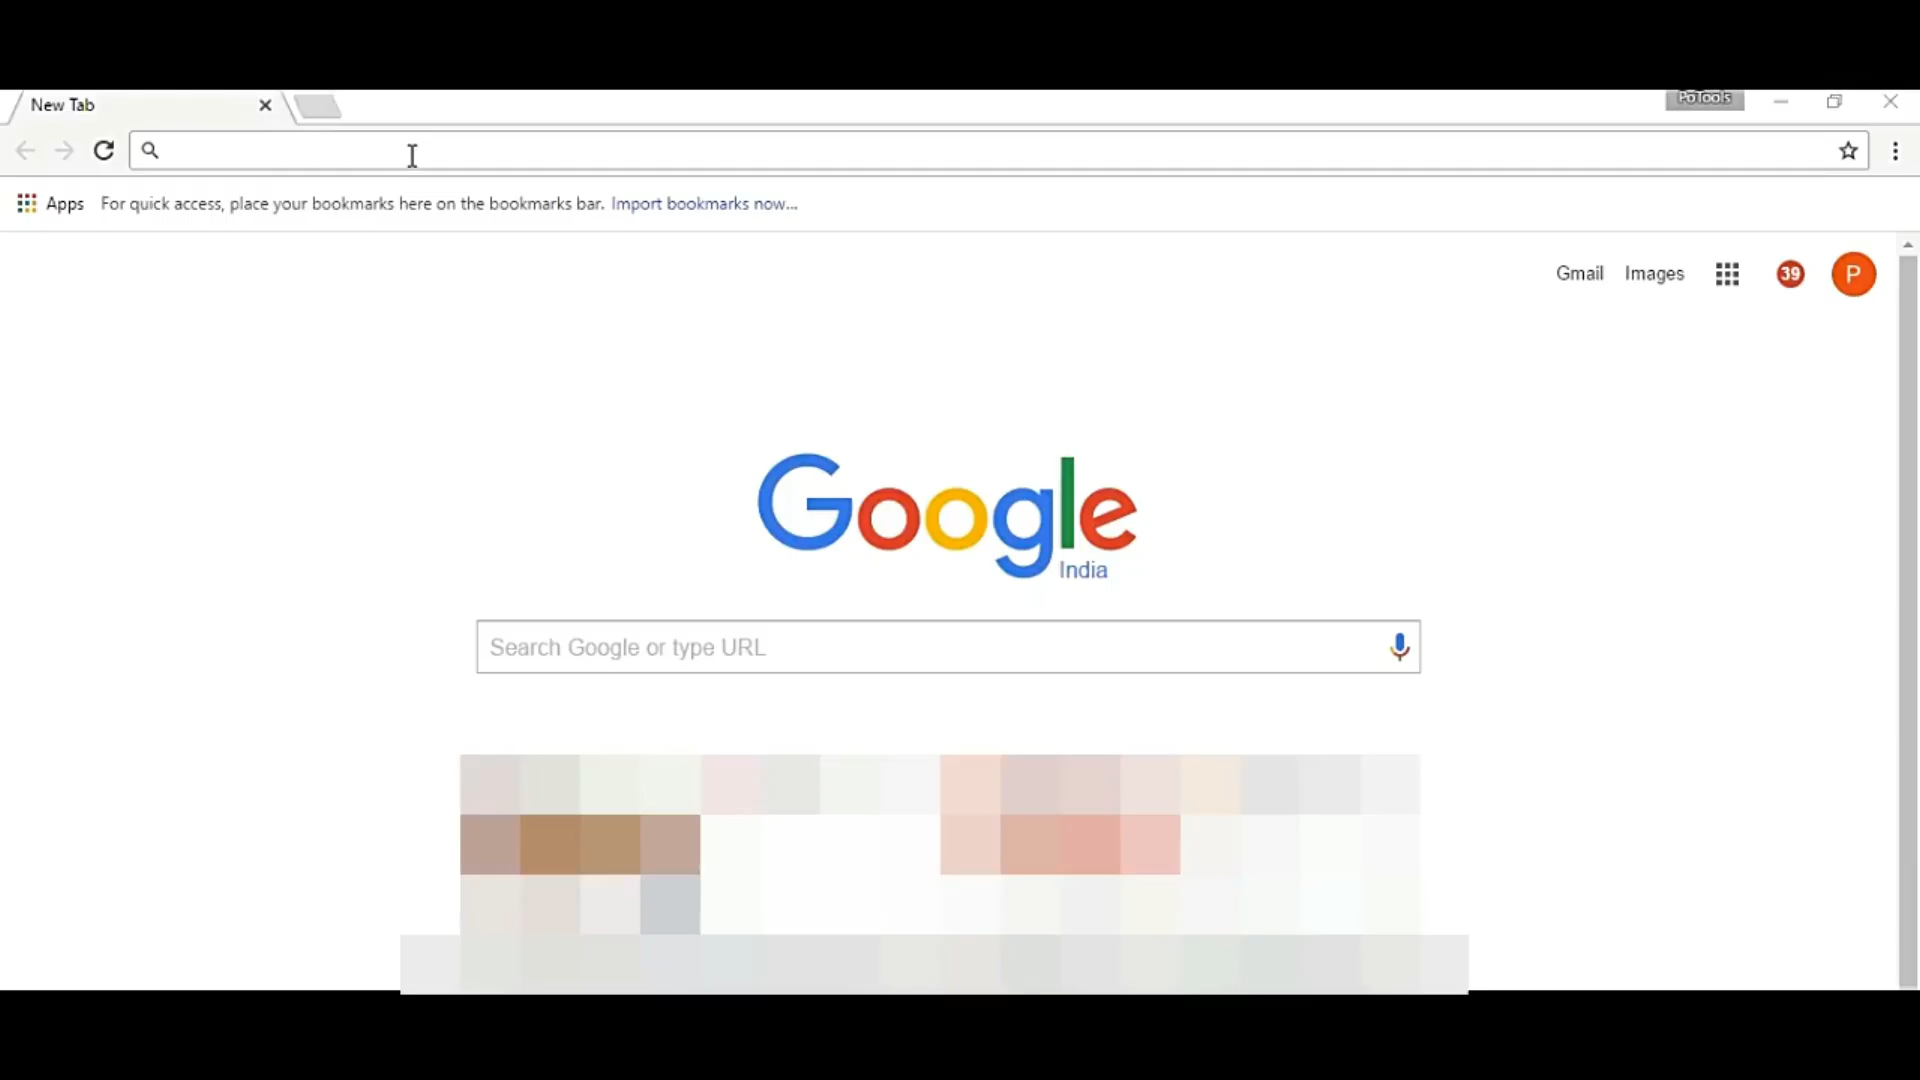 New Tab
PoTools
Apps For quick access, place your bookmarks here on the bookmarks bar. Import bookmarks now...
Gmail Images 39 P
Google
India
Search Google or type URL